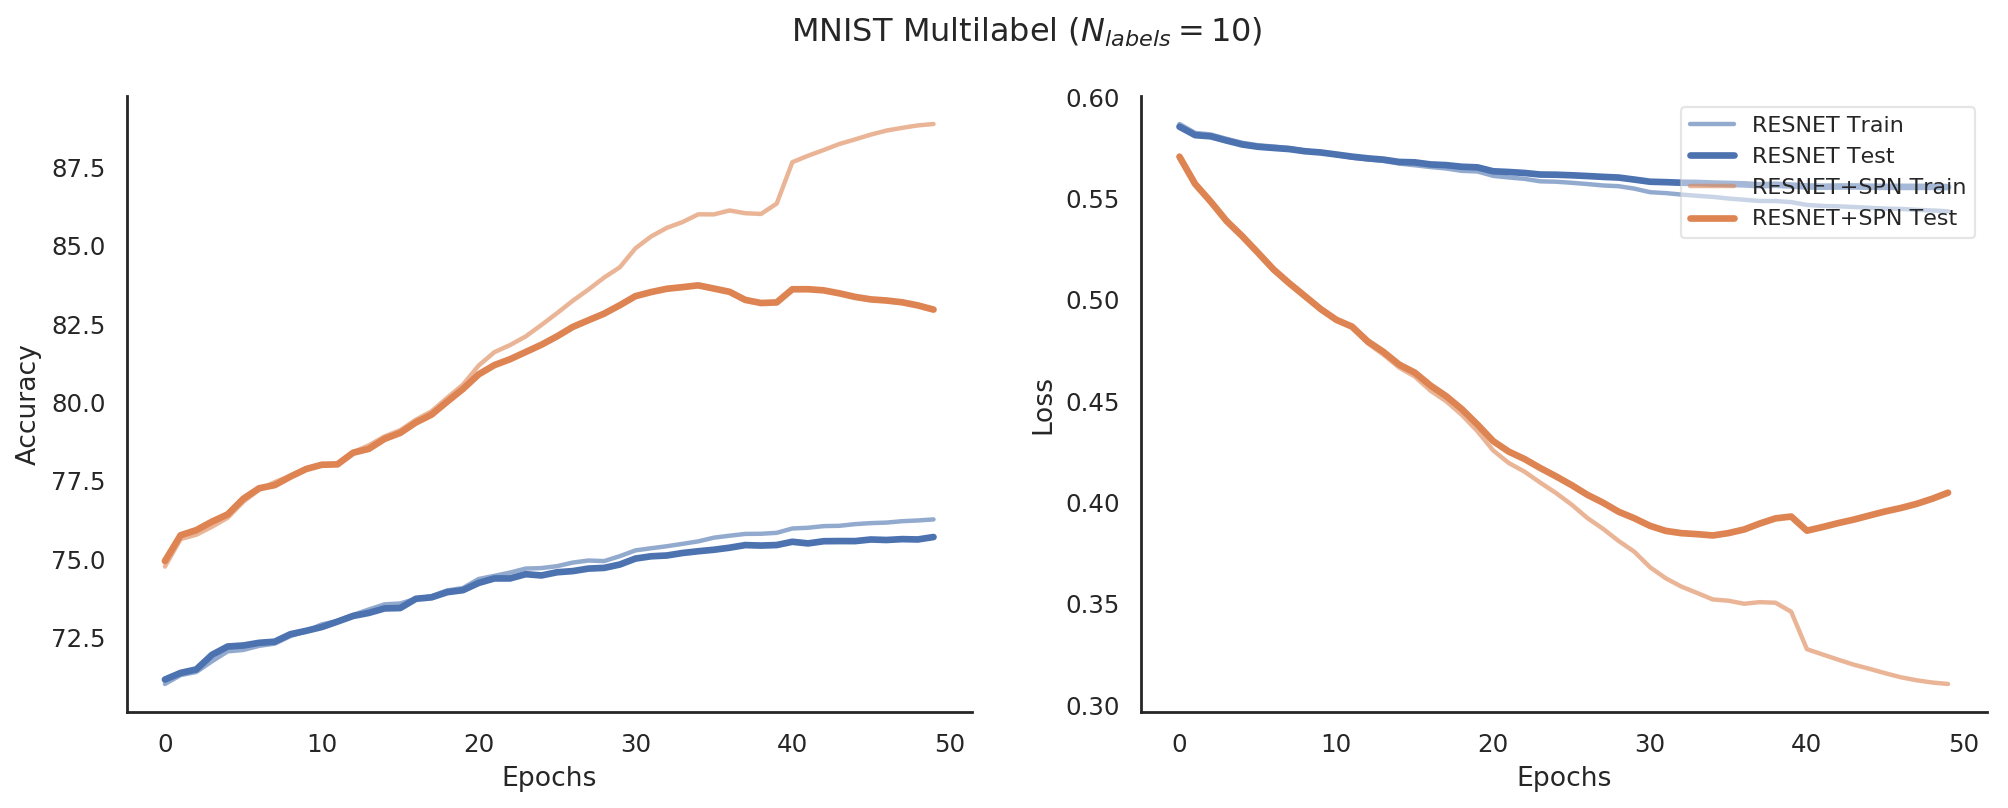 MNIST Multilabel (N_labels = 10)
87.5
85.0
82.5
80.0
77.5
75.0
72.5
Accuracy
0 10 20 30 40 50
Epochs
0.60
0.55
0.50
0.45
0.40
0.35
0.30
Loss
0 10 20 30 40 50
Epochs
RESNET Train
RESNET Test
RESNET+SPN Train
RESNET+SPN Test